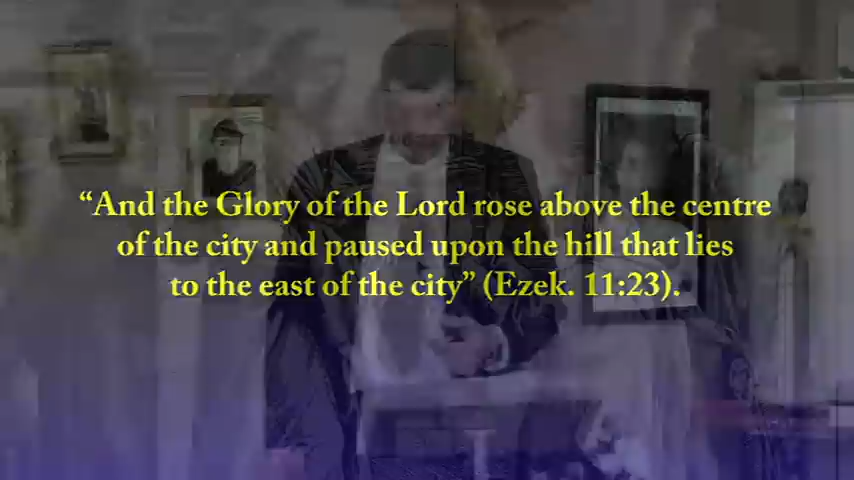 “And the Glory of the Lord rose above the centre
of the city and paused upon the hill that lies
to the east of the city” (Ezek. 11:23).